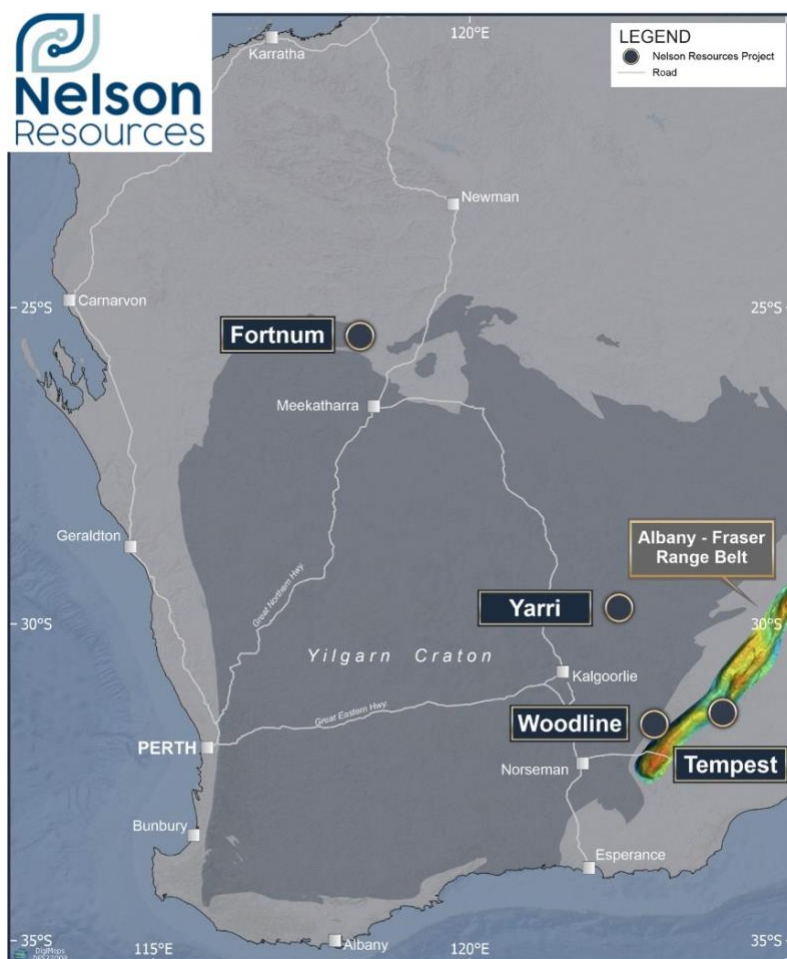 Nelson
Resources
120°E
LEGEND
Nelson Resources Project
Road
Karratha
Newman
25°S
Carnarvon
25°S
Fortnum
Meekatharra
Geraldton
Albany - Fraser
Range Belt
Great Northern Hwy.
Yarri
30°S
30°S
Yilgarn Craton
Kalgoorlie
Great Eastern Hwy.
Woodline
PERTH
Norseman
Tempest
Bunbury
Esperance
35°S
115°E
Albany
120°E
35°S
DigMaps